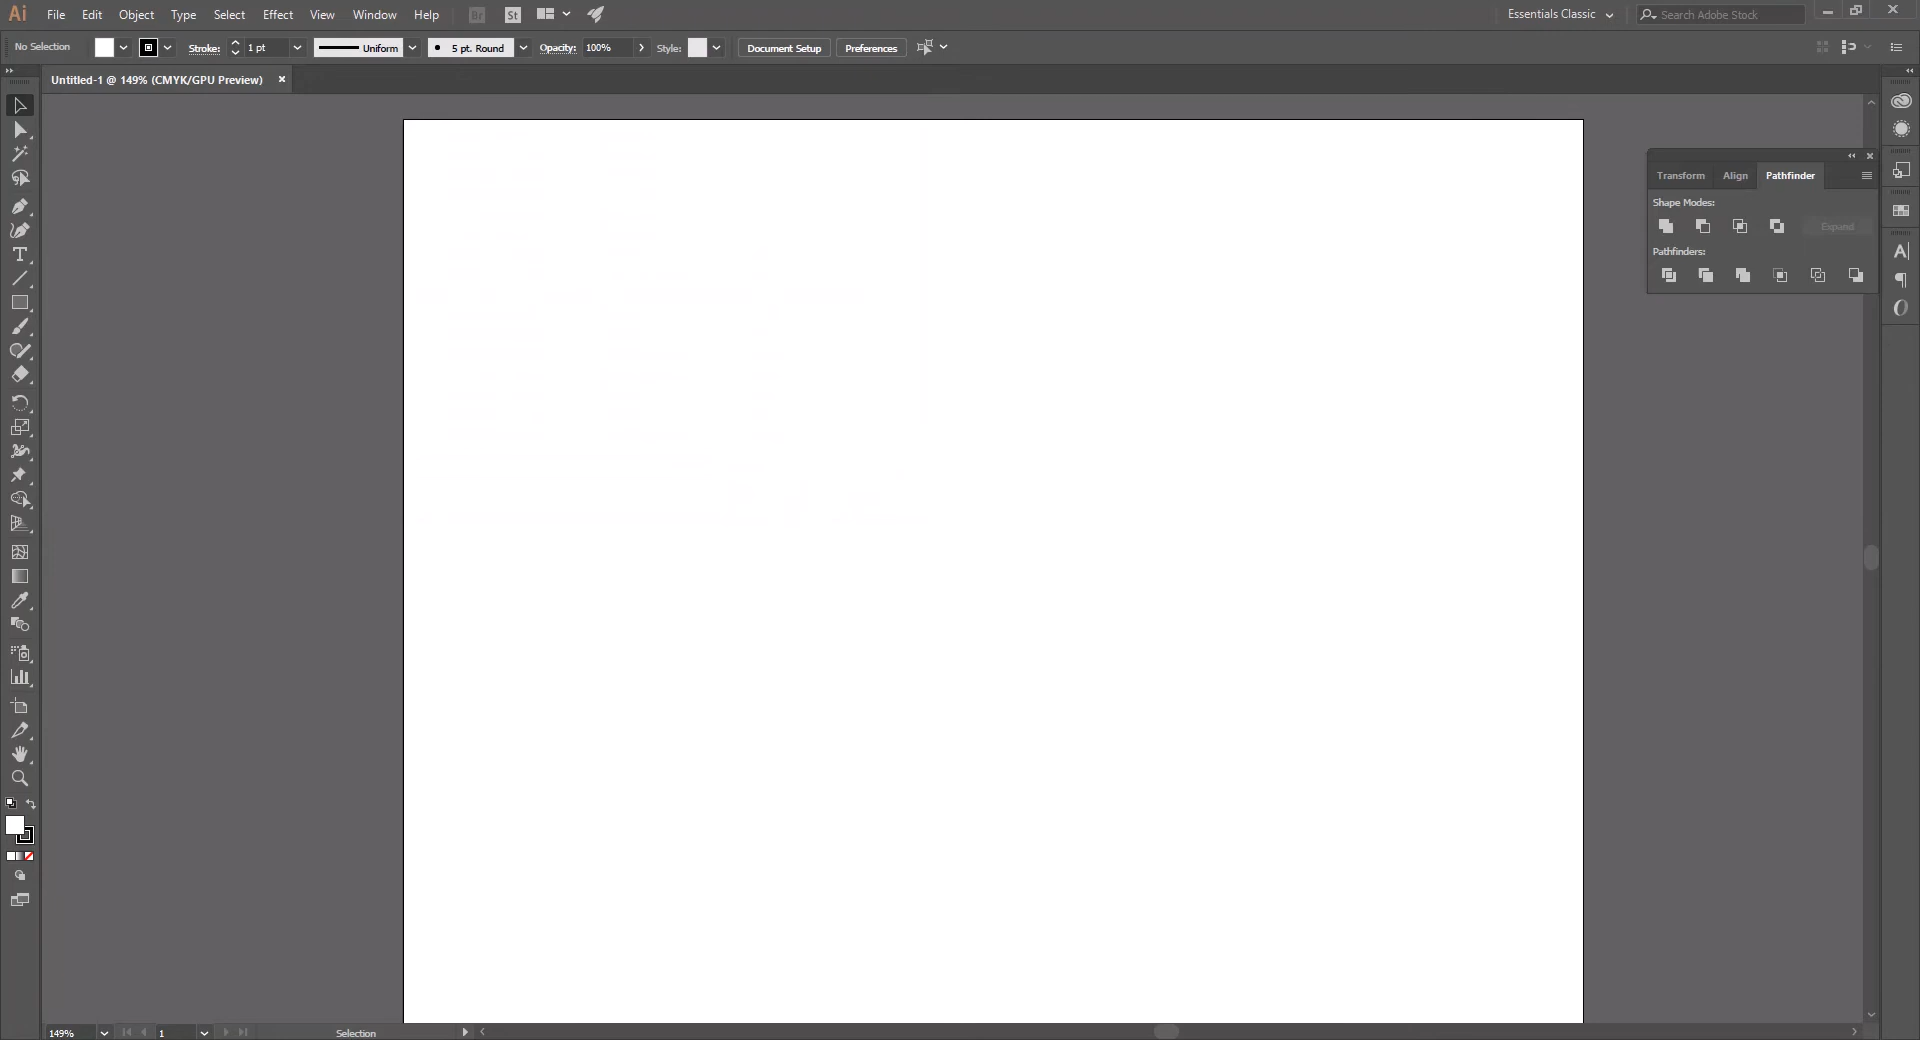 Ai File Edit Object Type Select Effect View Window Help Br St Essentials Classic Search Adobe Stock
No Selection Stroke: 1 pt Uniform 5 pt. Round Opacity: 100% Style: Document Setup Preferences
Untitled-1 @ 149% (CMYK/GPU Preview)
Transform Align Pathfinder
Shape Modes:
Expand
Pathfinders:
149% 1 Selection